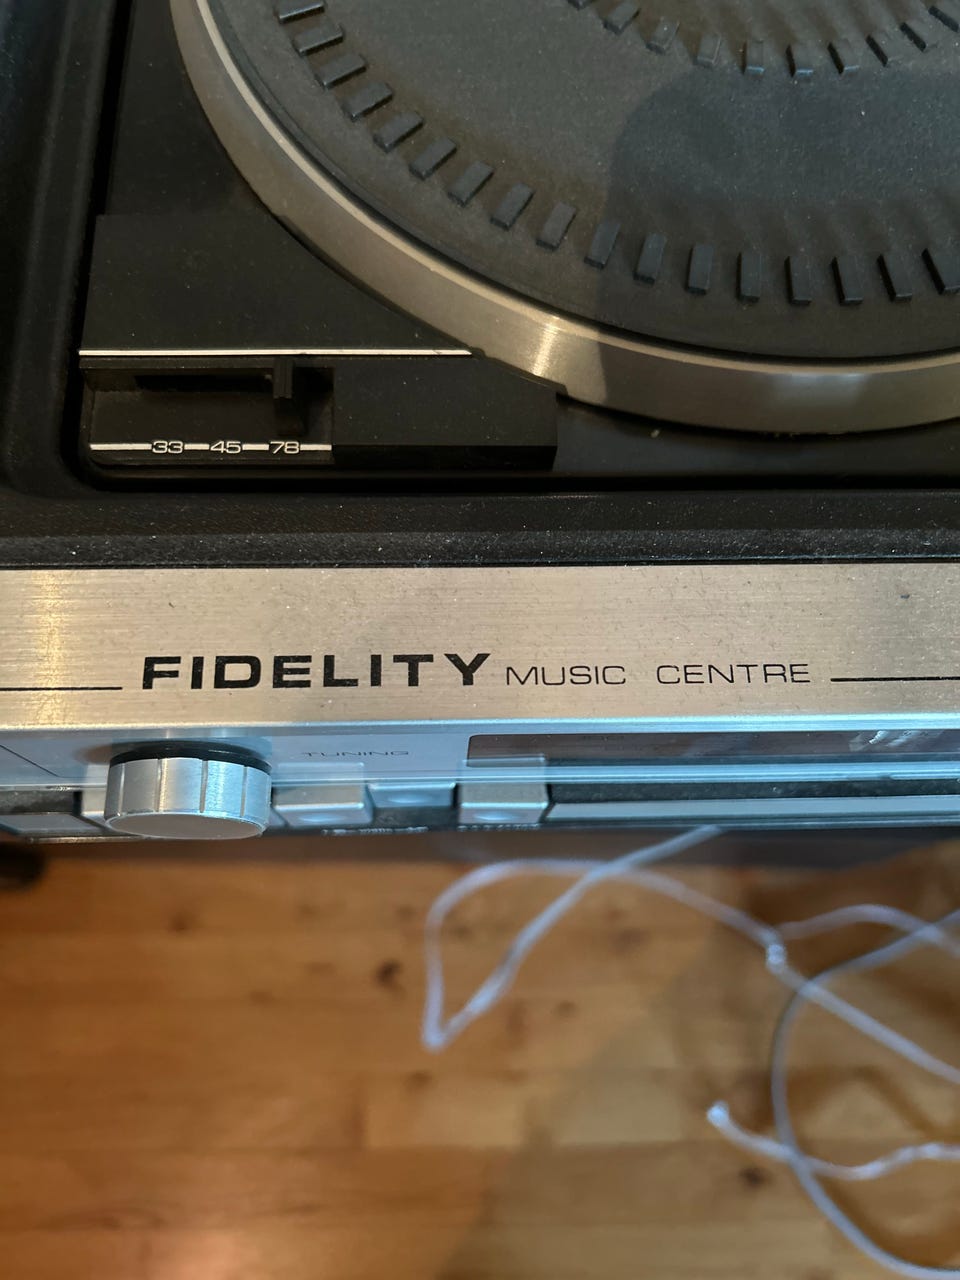 33 45 78
FIDELITY MUSIC CENTRE
TUNING